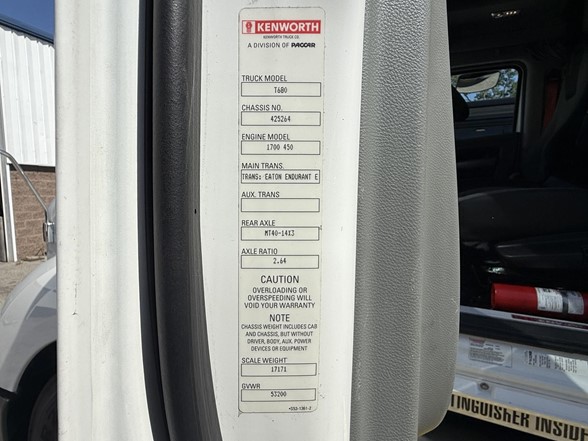 KENWORTH
KENWORTH TRUCK CO.
A DIVISION OF PACCAR
TRUCK MODEL
T680
CHASSIS NO.
425264
ENGINE MODEL
1700 450
MAIN TRANS.
TRANS: EATON ENDURANT E
AUX. TRANS
REAR AXLE
MT40-14X3
AXLE RATIO
2.64
CAUTION
OVERLOADING OR
OVERSPEEDING WILL
VOID YOUR WARRANTY
NOTE
CHASSIS WEIGHT INCLUDES CAB
AND CHASSIS, BUT WITHOUT
DRIVER, BODY, AUX. POWER
DEVICES OR EQUIPMENT
SCALE WEIGHT
17171
GVWR
53200
TINGUISHER INSIDE